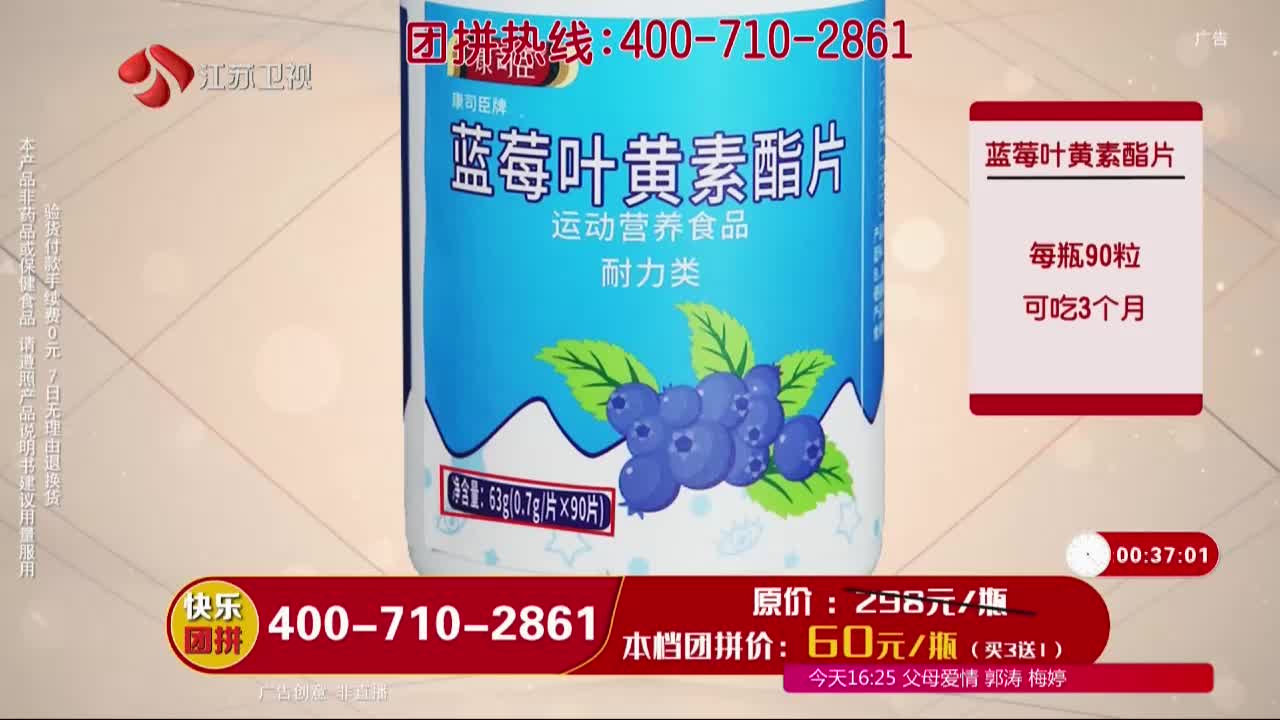 团拼热线:400-710-2861
广告
江苏卫视
康司臣牌
蓝莓叶黄素酯片
运动营养食品
耐力类
净含量：63g(0.7g/片×90片)
蓝莓叶黄素酯片
每瓶90粒
可吃3个月
本产品非药品或保健食品 请遵照产品说明书建议用量服用
验货付款手续费0元 7日无理由退换货
00:37:01
快乐
团拼
400-710-2861
原价：298元/瓶
本档团拼价：60元/瓶（买3送1）
今天16:25 父母爱情 郭涛 梅婷
广告创意 非直播